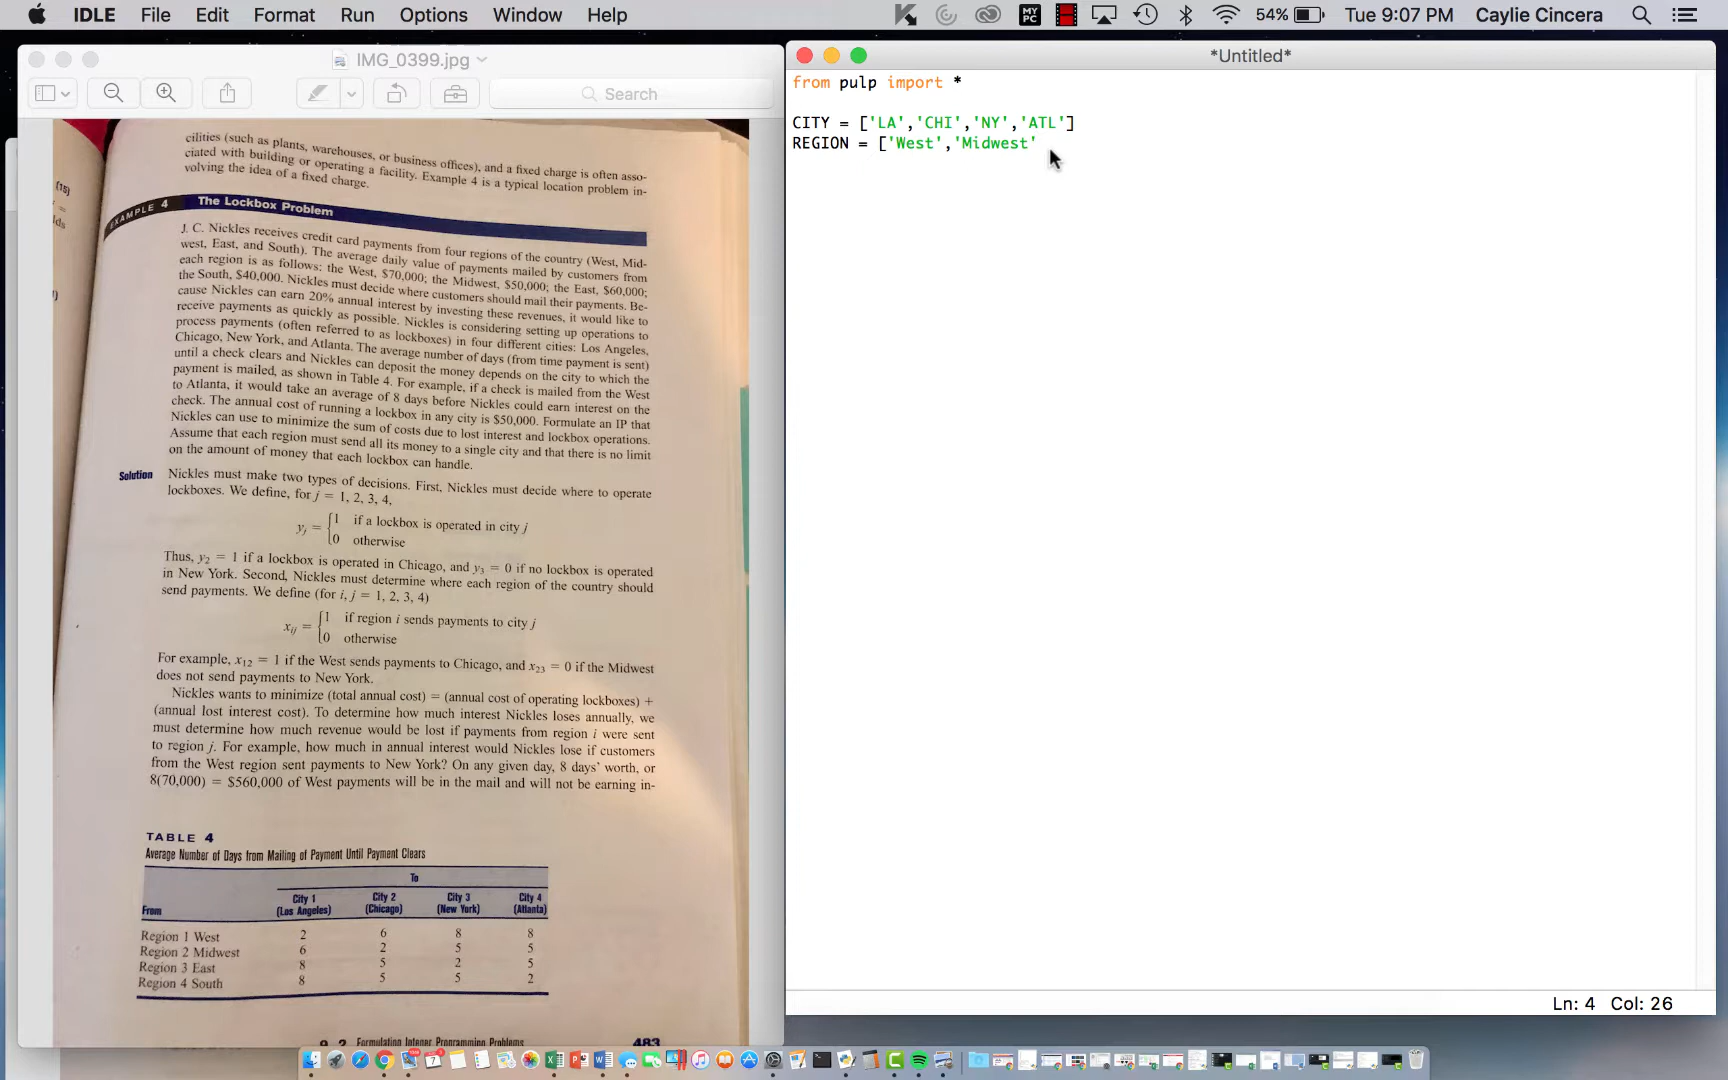 IDLE File Edit Format Run Options Window Help
54% Tue 9:07 PM Caylie Cincera
IMG_0399.jpg
Search
cilities (such as plants, warehouses, or business offices), and a fixed charge is often asso-
ciated with building or operating a facility. Example 4 is a typical location problem in-
volving the idea of a fixed charge.
(15)
EXAMPLE 4 The Lockbox Problem
J. C. Nickles receives credit card payments from four regions of the country (West, Mid-
west, East, and South). The average daily value of payments mailed by customers from
each region is as follows: the West, $70,000; the Midwest, $50,000; the East, $60,000;
the South, $40,000. Nickles must decide where customers should mail their payments. Be-
cause Nickles can earn 20% annual interest by investing these revenues, it would like to
receive payments as quickly as possible. Nickles is considering setting up operations to
process payments (often referred to as lockboxes) in four different cities: Los Angeles,
Chicago, New York, and Atlanta. The average number of days (from time payment is sent)
until a check clears and Nickles can deposit the money depends on the city to which the
payment is mailed, as shown in Table 4. For example, if a check is mailed from the West
to Atlanta, it would take an average of 8 days before Nickles could earn interest on the
check. The annual cost of running a lockbox in any city is $50,000. Formulate an IP that
Nickles can use to minimize the sum of costs due to lost interest and lockbox operations.
Assume that each region must send all its money to a single city and that there is no limit
on the amount of money that each lockbox can handle.
Solution Nickles must make two types of decisions. First, Nickles must decide where to operate
lockboxes. We define, for j = 1, 2, 3, 4,
yj = {1 if a lockbox is operated in city j
0 otherwise
Thus, y2 = 1 if a lockbox is operated in Chicago, and y3 = 0 if no lockbox is operated
in New York. Second, Nickles must determine where each region of the country should
send payments. We define (for i, j = 1, 2, 3, 4)
xij = {1 if region i sends payments to city j
0 otherwise
For example, x12 = 1 if the West sends payments to Chicago, and x23 = 0 if the Midwest
does not send payments to New York.
Nickles wants to minimize (total annual cost) = (annual cost of operating lockboxes) +
(annual lost interest cost). To determine how much interest Nickles loses annually, we
must determine how much revenue would be lost if payments from region i were sent
to region j. For example, how much in annual interest would Nickles lose if customers
from the West region sent payments to New York? On any given day, 8 days' worth, or
8(70,000) = $560,000 of West payments will be in the mail and will not be earning in-
TABLE 4
Average Number of Days from Mailing of Payment Until Payment Clears
To
City 1 City 2 City 3 City 4
From (Los Angeles) (Chicago) (New York) (Atlanta)
Region 1 West 2 6 8 8
Region 2 Midwest 6 2 5 5
Region 3 East 8 5 2 5
Region 4 South 8 5 5 2
9.2 Formulating Integer Programming Problems 483
*Untitled*
from pulp import *
CITY = ['LA','CHI','NY','ATL']
REGION = ['West','Midwest'
Ln: 4 Col: 26